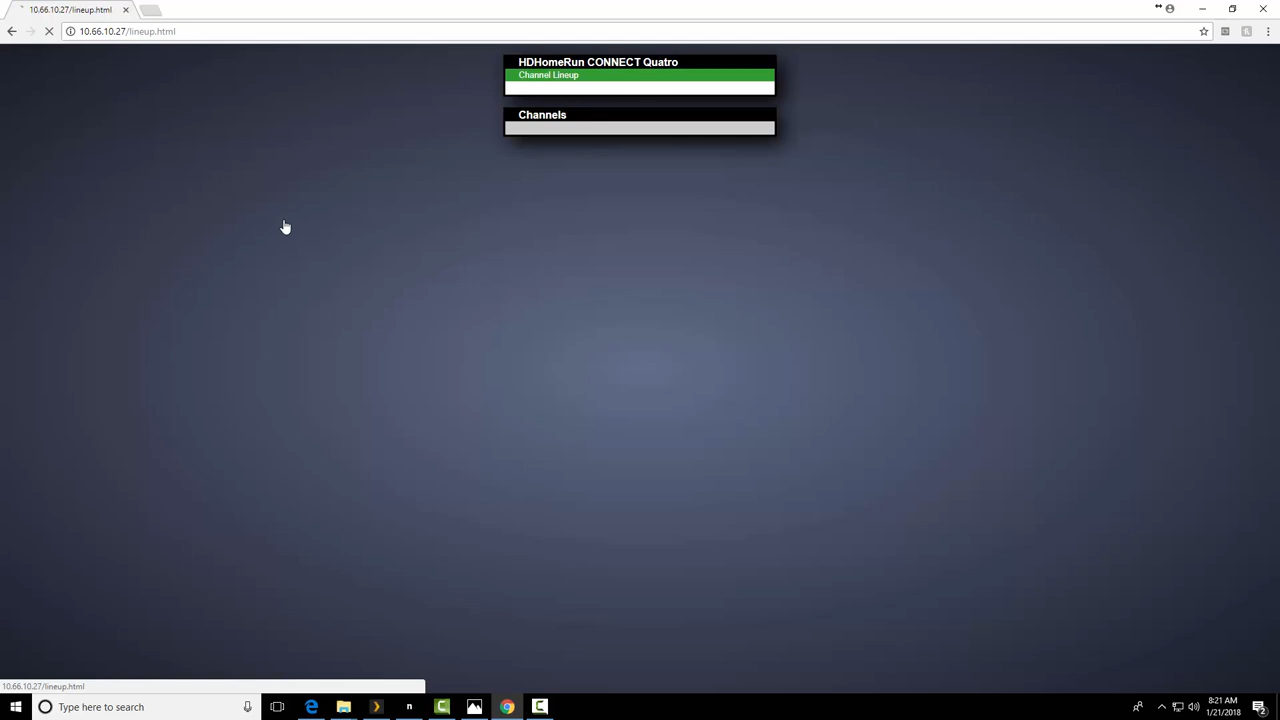 10.66.10.27/lineup.html
10.66.10.27/lineup.html
HDHomeRun CONNECT Quatro
Channel Lineup
Channels
10.66.10.27/lineup.html
Type here to search
8:21 AM
1/21/2018
2